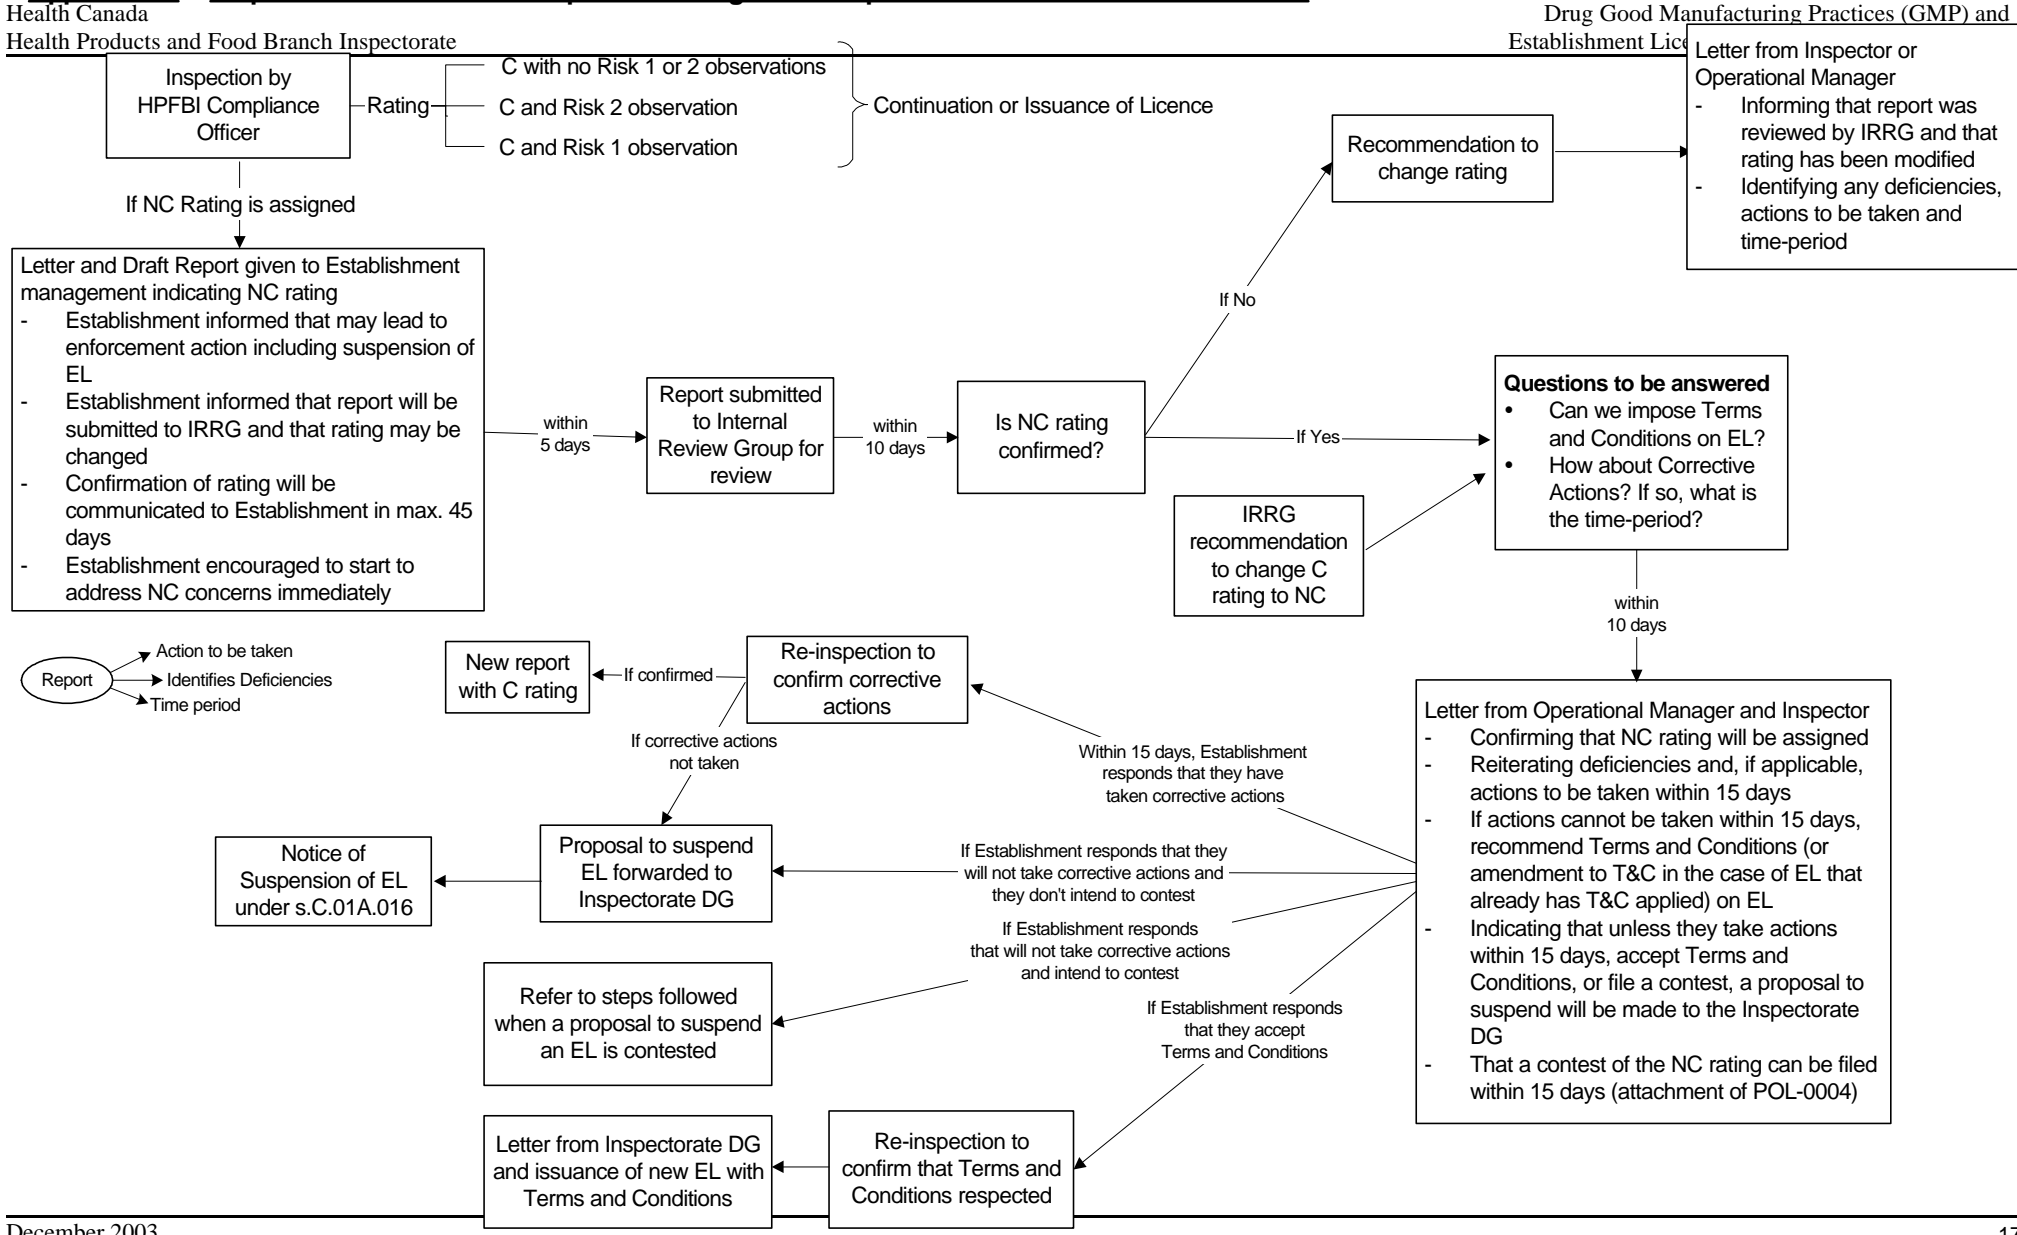 Health Canada
Health Products and Food Branch Inspectorate
Drug Good Manufacturing Practices (GMP) and
Establishment Lice
Inspection by
HPFBI Compliance
Officer
Rating
C with no Risk 1 or 2 observations
C and Risk 2 observation
C and Risk 1 observation
Continuation or Issuance of Licence
Recommendation to
change rating
Letter from Inspector or
Operational Manager
- Informing that report was
reviewed by IRRG and that
rating has been modified
- Identifying any deficiencies,
actions to be taken and
time-period
If NC Rating is assigned
Letter and Draft Report given to Establishment
management indicating NC rating
- Establishment informed that may lead to
enforcement action including suspension of
EL
- Establishment informed that report will be
submitted to IRRG and that rating may be
changed
- Confirmation of rating will be
communicated to Establishment in max. 45
days
- Establishment encouraged to start to
address NC concerns immediately
within
5 days
Report submitted
to Internal
Review Group for
review
within
10 days
Is NC rating
confirmed?
If No
If Yes
IRRG
recommendation
to change C
rating to NC
Questions to be answered
• Can we impose Terms
and Conditions on EL?
• How about Corrective
Actions? If so, what is
the time-period?
within
10 days
Report
Action to be taken
Identifies Deficiencies
Time period
New report
with C rating
If confirmed
Re-inspection to
confirm corrective
actions
If corrective actions
not taken
Within 15 days, Establishment
responds that they have
taken corrective actions
Letter from Operational Manager and Inspector
- Confirming that NC rating will be assigned
- Reiterating deficiencies and, if applicable,
actions to be taken within 15 days
- If actions cannot be taken within 15 days,
recommend Terms and Conditions (or
amendment to T&C in the case of EL that
already has T&C applied) on EL
- Indicating that unless they take actions
within 15 days, accept Terms and
Conditions, or file a contest, a proposal to
suspend will be made to the Inspectorate
DG
- That a contest of the NC rating can be filed
within 15 days (attachment of POL-0004)
Notice of
Suspension of EL
under s.C.01A.016
Proposal to suspend
EL forwarded to
Inspectorate DG
If Establishment responds that they
will not take corrective actions and
they don't intend to contest
If Establishment responds
that will not take corrective actions
and intend to contest
Refer to steps followed
when a proposal to suspend
an EL is contested
If Establishment responds
that they accept
Terms and Conditions
Letter from Inspectorate DG
and issuance of new EL with
Terms and Conditions
Re-inspection to
confirm that Terms and
Conditions respected
December 2003
17